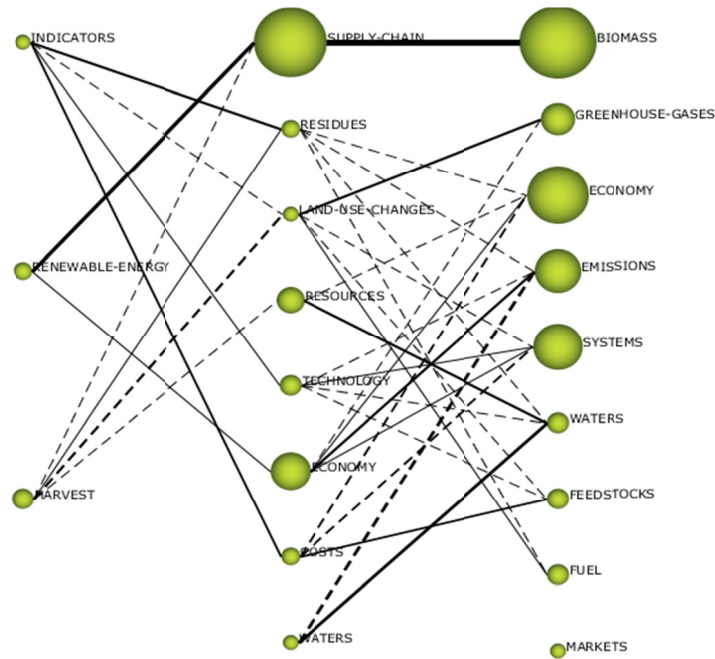 INDICATORS
RENEWABLE-ENERGY
HARVEST
SUPPLY-CHAIN
RESIDUES
LAND-USE-CHANGES
RESOURCES
TECHNOLOGY
ECONOMY
COSTS
WATERS
BIOMASS
GREENHOUSE-GASES
ECONOMY
EMISSIONS
SYSTEMS
WATERS
FEEDSTOCKS
FUEL
MARKETS